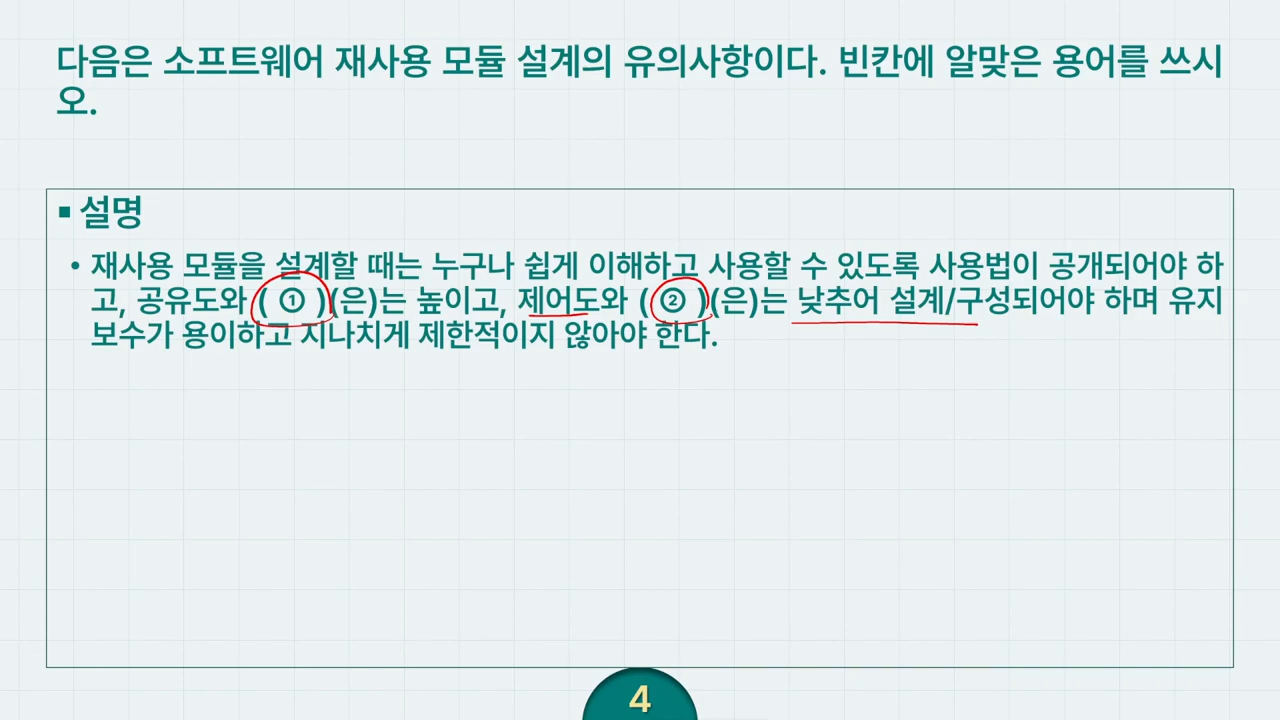 다음은 소프트웨어 재사용 모듈 설계의 유의사항이다. 빈칸에 알맞은 용어를 쓰시
오.
▪ 설명
• 재사용 모듈을 설계할 때는 누구나 쉽게 이해하고 사용할 수 있도록 사용법이 공개되어야 하
고, 공유도와 ( ① )(은)는 높이고, 제어도와 ( ② )(은)는 낮추어 설계/구성되어야 하며 유지
보수가 용이하고 지나치게 제한적이지 않아야 한다.
4